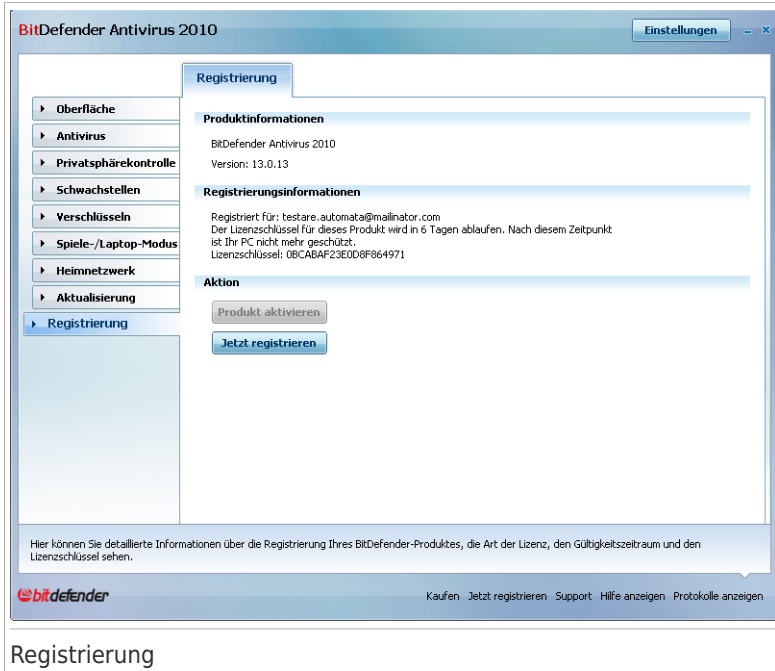 BitDefender Antivirus 2010
Einstellungen
Registrierung
Oberfläche
Antivirus
Privatsphärekontrolle
Schwachstellen
Verschlüsseln
Spiele-/Laptop-Modus
Heimnetzwerk
Aktualisierung
Registrierung
Produktinformationen
BitDefender Antivirus 2010
Version: 13.0.13
Registrierungsinformationen
Registriert für: testare.automata@mailinator.com
Der Lizenzschlüssel für dieses Produkt wird in 6 Tagen ablaufen. Nach diesem Zeitpunkt
ist Ihr PC nicht mehr geschützt.
Lizenzschlüssel: 0BCABAF23E0D8F864971
Aktion
Produkt aktivieren
Jetzt registrieren
Hier können Sie detaillierte Informationen über die Registrierung Ihres BitDefender-Produktes, die Art der Lizenz, den Gültigkeitszeitraum und den
Lizenzschlüssel sehen.
bitdefender
Kaufen Jetzt registrieren Support Hilfe anzeigen Protokolle anzeigen
Registrierung